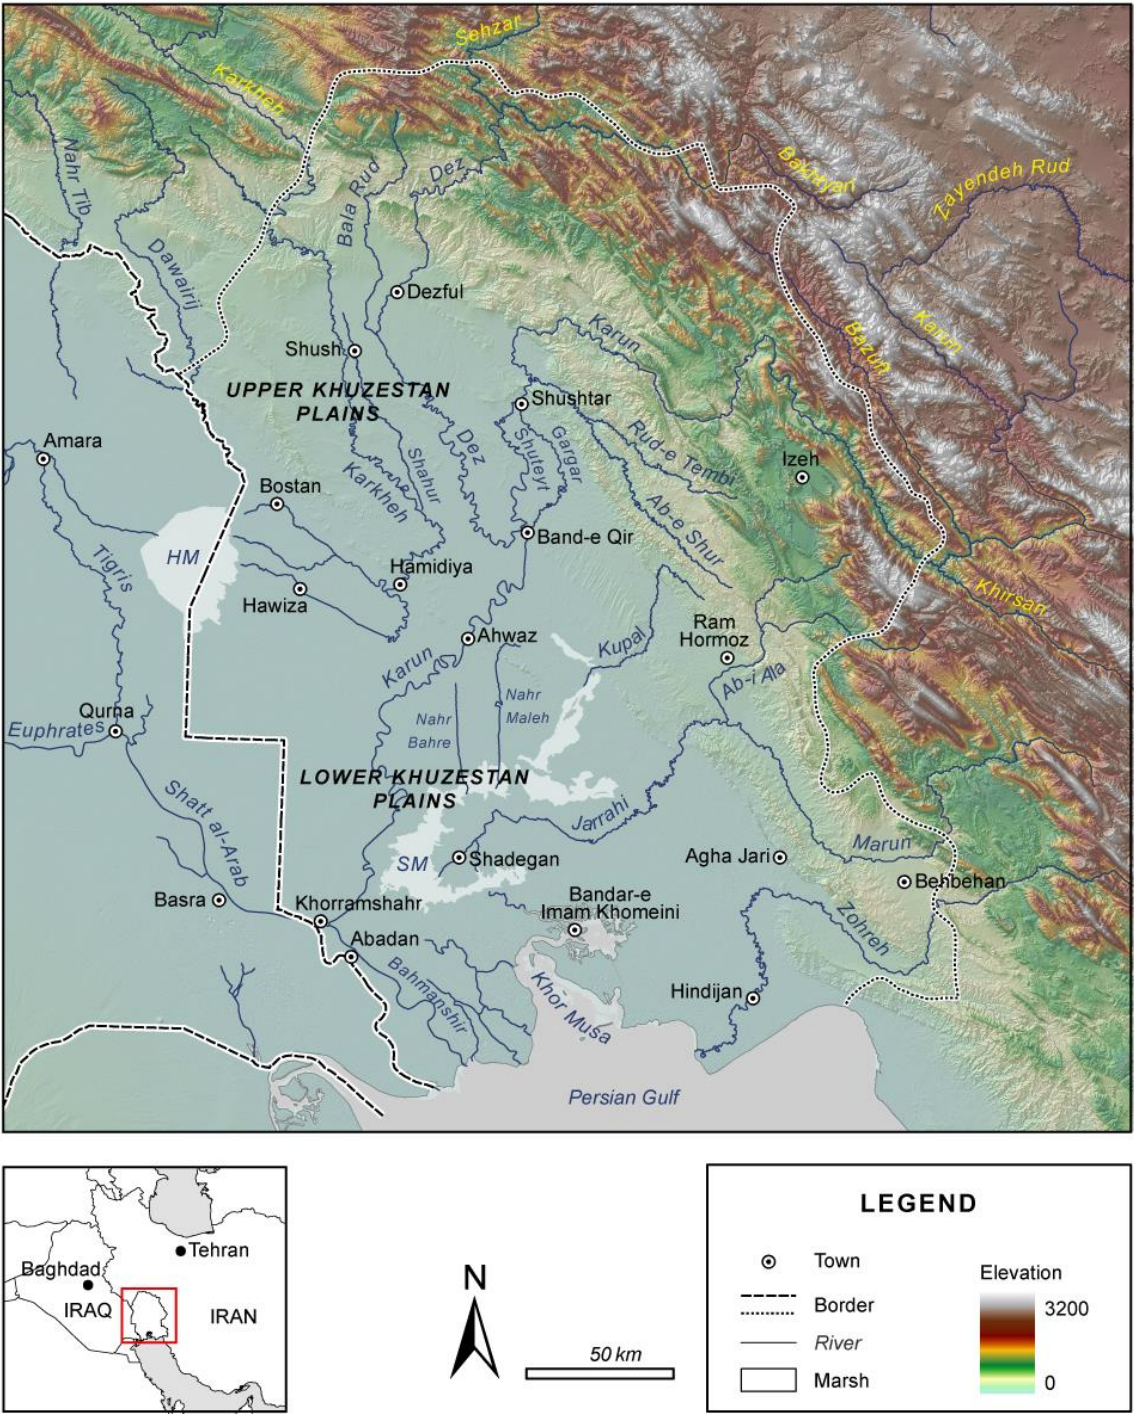 Sehzar
Karkheh
Nahr Tib
Bala Rud
Dez
Bakhtyan
Zayendeh Rud
Dawairij
Dezful
Karun
Karun
Bazun
Shush
UPPER KHUZESTAN
PLAINS
Shushtar
Amara
Dez
Shuteyt
Gargar
Rud-e Tembi
Izeh
Karkheh
Shahur
Bostan
Ab-e Shur
HM
Tigris
Band-e Qir
Hamidiya
Hawiza
Khirsan
Ahwaz
Kupal
Ram
Hormoz
Karun
Ab-i Ala
Nahr
Maleh
Nahr
Bahre
Qurna
Euphrates
LOWER KHUZESTAN
PLAINS
Shatt al-Arab
Jarrahi
SM
Shadegan
Agha Jari
Marun
Behbehan
Basra
Khorramshahr
Bandar-e
Imam Khomeini
Zohreh
Abadan
Bahmanshir
Khor Musa
Hindijan
Persian Gulf
Tehran
Baghdad
IRAQ
IRAN
N
50 km
LEGEND
Town
Border
River
Marsh
Elevation
3200
0